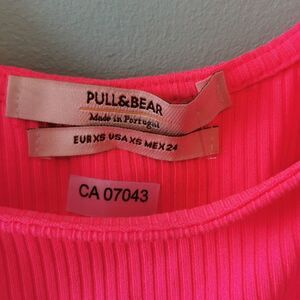 PULL&BEAR
Made in Portugal
EUR XS USA XS MEX 24
CA 07043